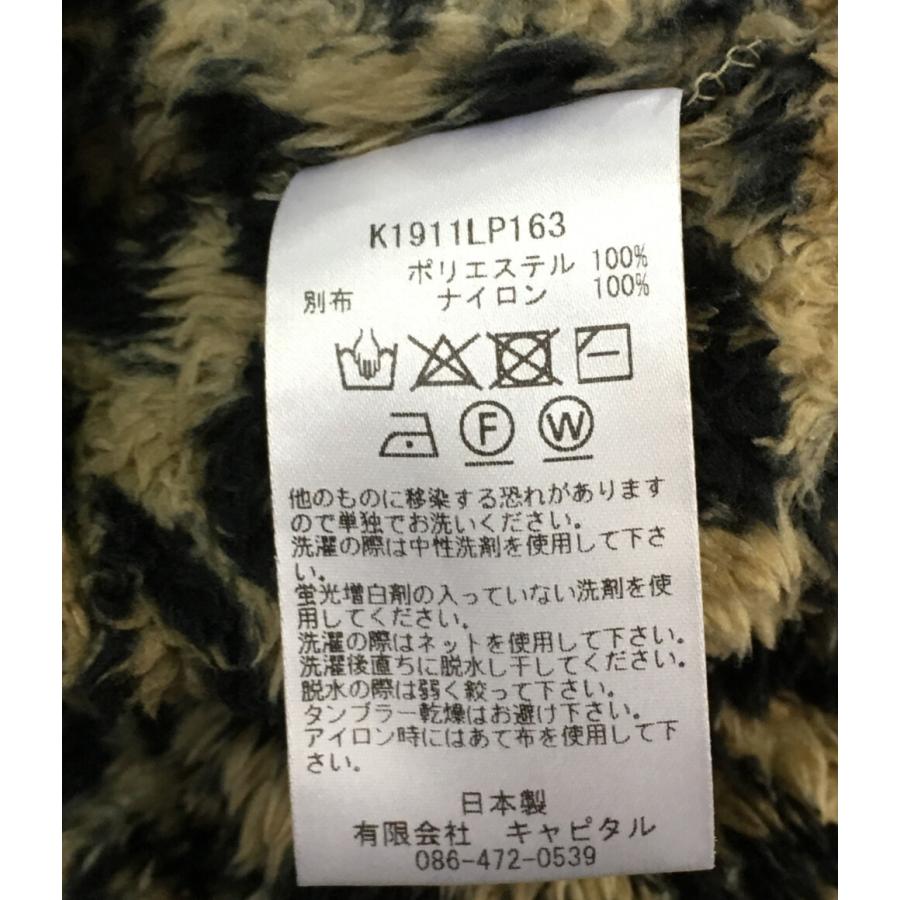 K1911LP163
ポリエステル 100%
別布 ナイロン 100%
F W
他のものに移染する恐れがあります
ので単独でお洗いください。
洗濯の際は中性洗剤を使用して下さ
い。
蛍光増白剤の入っていない洗剤を使
用してください。
洗濯の際はネットを使用して下さい。
洗濯後直ちに脱水し干してください。
脱水の際は弱く絞って下さい。
タンブラー乾燥はお避け下さい。
アイロン時にはあて布を使用して下
さい。
日本製
有限会社 キャピタル
086-472-0539